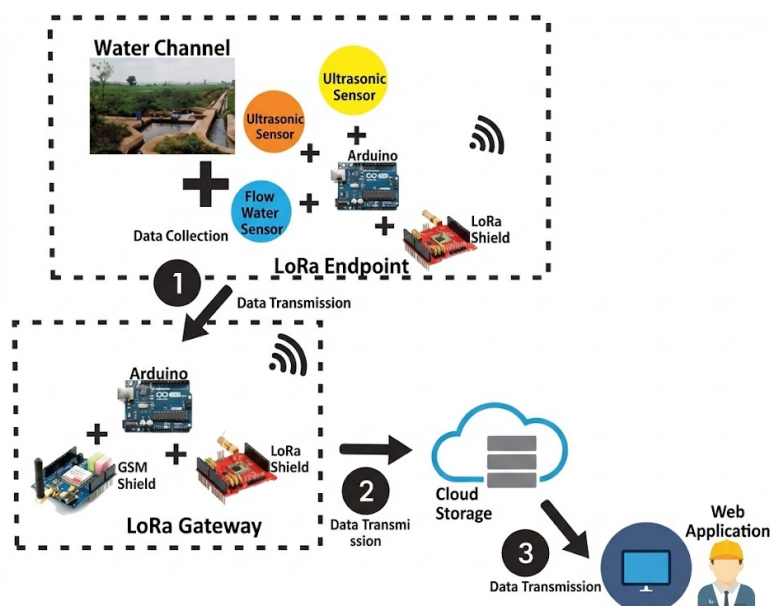 Water Channel
Ultrasonic
Sensor
Ultrasonic
Sensor
Arduino
Flow
Water
Sensor
LoRa
Shield
Data Collection
LoRa Endpoint
1
Data Transmission
Arduino
GSM
Shield
LoRa
Shield
LoRa Gateway
2
Data Transmi
ssion
Cloud
Storage
3
Data Transmission
Web
Application